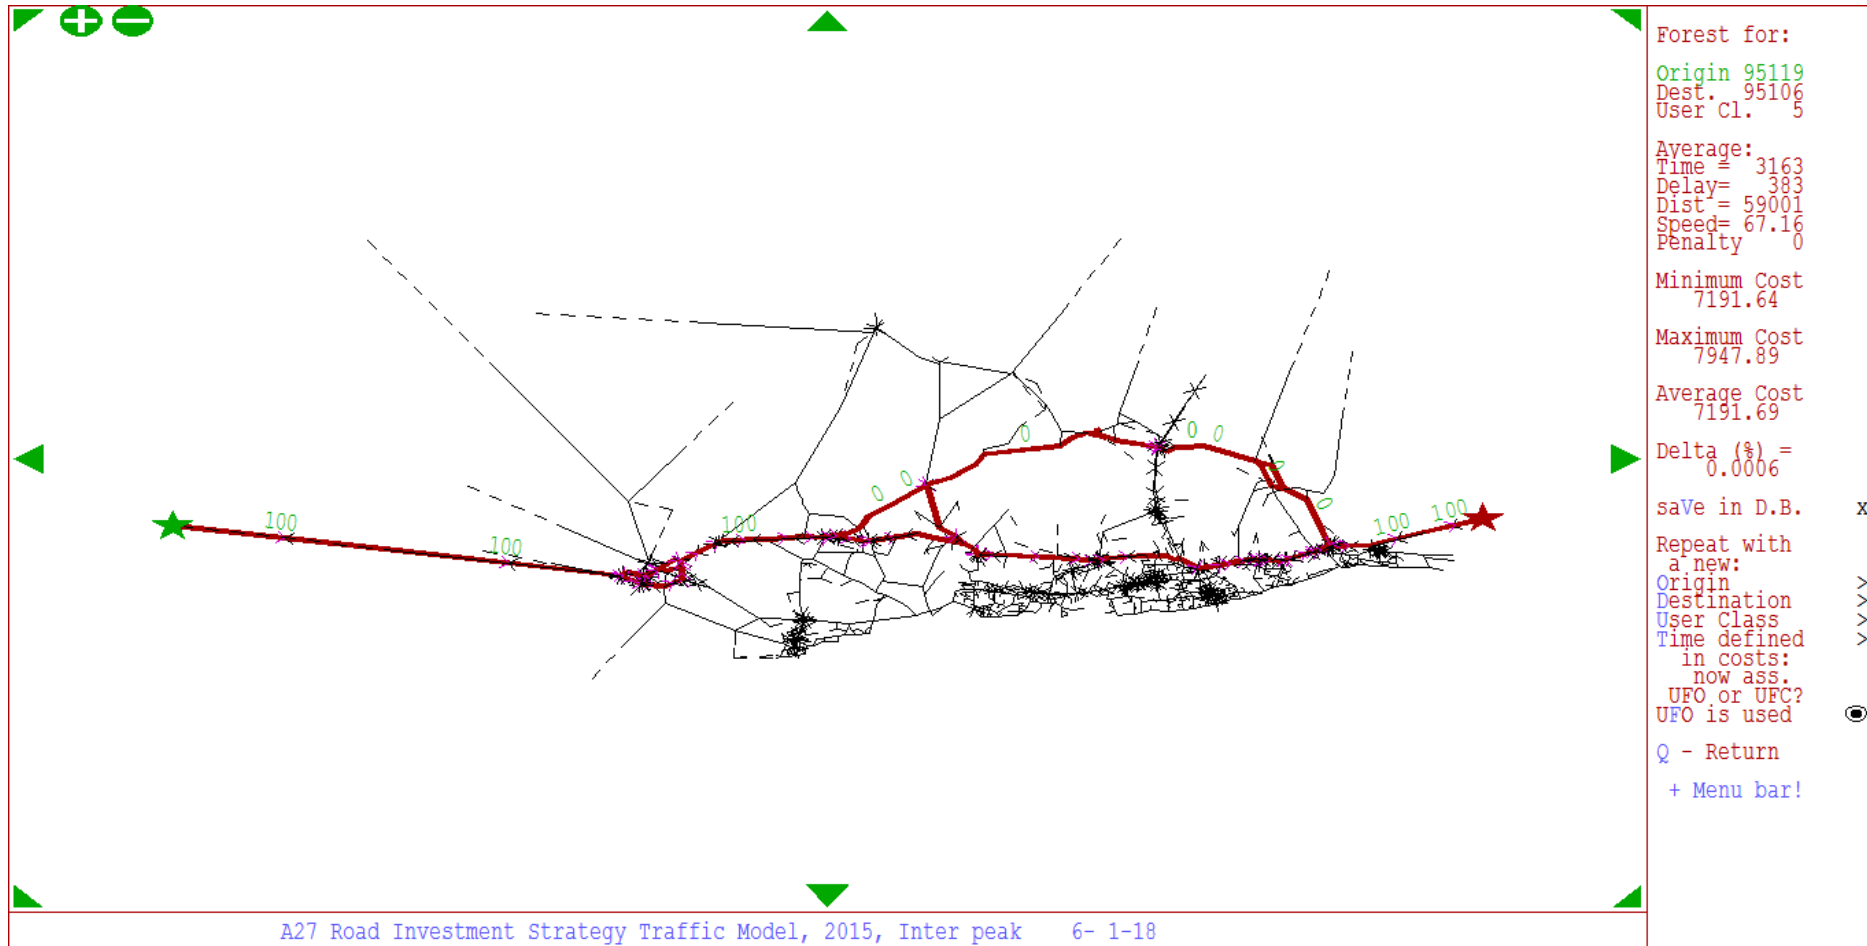 Forest for:
Origin 95119
Dest. 95106
User Cl. 5
Average:
Time = 3163
Delay= 383
Dist = 59001
Speed= 67.16
Penalty 0
Minimum Cost
7191.64
Maximum Cost
7947.89
Average Cost
7191.69
Delta (%) =
0.0006
saVe in D.B. x
Repeat with
a new:
Origin >
Destination >
User Class >
Time defined >
in costs:
now ass.
UFO or UFC?
UFO is used
Q - Return
+ Menu bar!
0
0 0
0 0
0
0
100
100
100
100 100
A27 Road Investment Strategy Traffic Model, 2015, Inter peak 6- 1-18